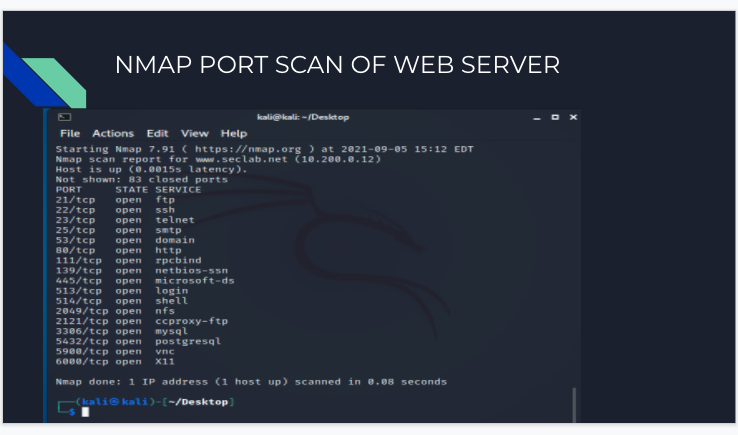 NMAP PORT SCAN OF WEB SERVER
kali@kali: ~/Desktop
File Actions Edit View Help
Starting Nmap 7.91 ( https://nmap.org ) at 2021-09-05 15:12 EDT
Nmap scan report for www.seclab.net (10.200.0.12)
Host is up (0.0015s latency).
Not shown: 83 closed ports
PORT     STATE SERVICE
21/tcp   open  ftp
22/tcp   open  ssh
23/tcp   open  telnet
25/tcp   open  smtp
53/tcp   open  domain
80/tcp   open  http
111/tcp  open  rpcbind
139/tcp  open  netbios-ssn
445/tcp  open  microsoft-ds
513/tcp  open  login
514/tcp  open  shell
2049/tcp open  nfs
2121/tcp open  ccproxy-ftp
3306/tcp open  mysql
5432/tcp open  postgresql
5900/tcp open  vnc
6000/tcp open  X11
Nmap done: 1 IP address (1 host up) scanned in 0.08 seconds
┌──(kali㉿kali)-[~/Desktop]
└─$